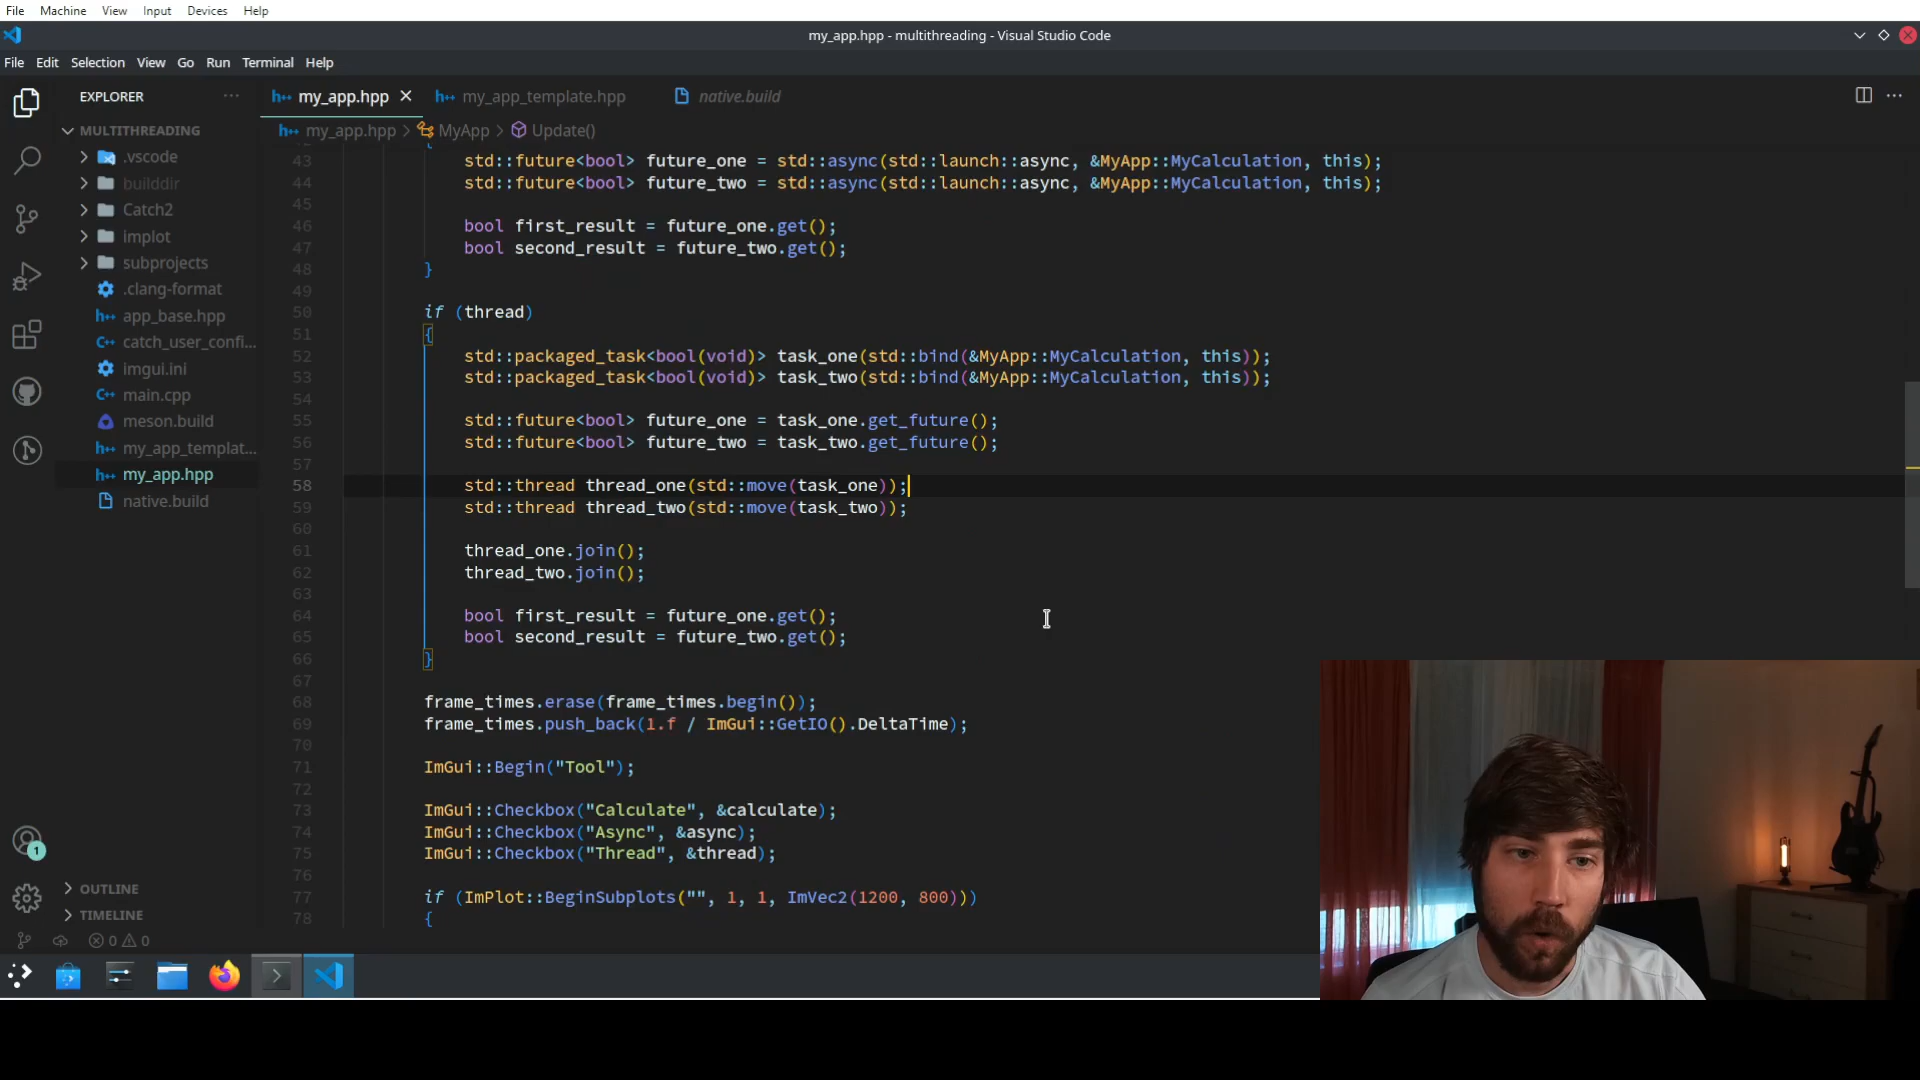 File Machine View Input Devices Help
my_app.hpp - multithreading - Visual Studio Code
File Edit Selection View Go Run Terminal Help
EXPLORER ··· my_app.hpp my_app_template.hpp native.build
MULTITHREADING
my_app.hpp > MyApp > Update()
.vscode
builddir
Catch2
implot
subprojects
.clang-format
app_base.hpp
catch_user_confi...
imgui.ini
main.cpp
meson.build
my_app_templat...
my_app.hpp
native.build
OUTLINE
TIMELINE
1
0 0
{
43 std::future<bool> future_one = std::async(std::launch::async, &MyApp::MyCalculation, this);
44 std::future<bool> future_two = std::async(std::launch::async, &MyApp::MyCalculation, this);
45
46 bool first_result = future_one.get();
47 bool second_result = future_two.get();
48 }
49
50 if (thread)
51 {
52 std::packaged_task<bool(void)> task_one(std::bind(&MyApp::MyCalculation, this));
53 std::packaged_task<bool(void)> task_two(std::bind(&MyApp::MyCalculation, this));
54
55 std::future<bool> future_one = task_one.get_future();
56 std::future<bool> future_two = task_two.get_future();
57
58 std::thread thread_one(std::move(task_one));
59 std::thread thread_two(std::move(task_two));
60
61 thread_one.join();
62 thread_two.join();
63
64 bool first_result = future_one.get();
65 bool second_result = future_two.get();
66 }
67
68 frame_times.erase(frame_times.begin());
69 frame_times.push_back(1.f / ImGui::GetIO().DeltaTime);
70
71 ImGui::Begin("Tool");
72
73 ImGui::Checkbox("Calculate", &calculate);
74 ImGui::Checkbox("Async", &async);
75 ImGui::Checkbox("Thread", &thread);
76
77 if (ImPlot::BeginSubplots("", 1, 1, ImVec2(1200, 800)))
78 {